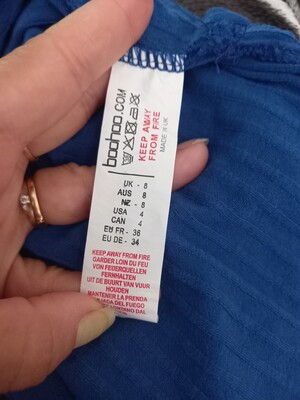 boohoo.COM
KEEP AWAY
FROM FIRE
MADE IN UK
UK - 8
AUS 8
NZ - 8
USA 4
CAN 4
EU FR - 36
EU DE - 34
KEEP AWAY FROM FIRE
GARDER LOIN DU FEU
VON FEUERQUELLEN
FERNHALTEN
UIT DE BUURT VAN VUUR
HOUDEN
MANTENER LA PRENDA
DEL FUEGO